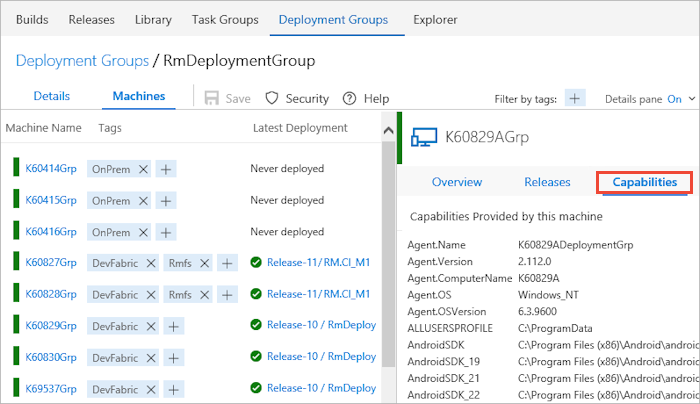 Builds Releases Library Task Groups Deployment Groups Explorer
Deployment Groups / RmDeploymentGroup
Details Machines Save Security Help Filter by tags: + Details pane On
Machine Name Tags Latest Deployment
K60414Grp OnPrem × + Never deployed
K60415Grp OnPrem × + Never deployed
K60416Grp OnPrem × + Never deployed
K60827Grp DevFabric × Rmfs × + Release-11/ RM.CI_M1
K60828Grp DevFabric × Rmfs × + Release-11/ RM.CI_M1
K60829Grp DevFabric × + Release-10 / RmDeploy
K60830Grp DevFabric × + Release-10 / RmDeploy
K69537Grp DevFabric × + Release-10 / RmDeploy
K60829AGrp
Overview Releases Capabilities
Capabilities Provided by this machine
Agent.Name K60829ADeploymentGrp
Agent.Version 2.112.0
Agent.ComputerName K60829A
Agent.OS Windows_NT
Agent.OSVersion 6.3.9600
ALLUSERSPROFILE C:\ProgramData
AndroidSDK C:\Program Files (x86)\Android\android
AndroidSDK_19 C:\Program Files (x86)\Android\android
AndroidSDK_21 C:\Program Files (x86)\Android\android
AndroidSDK_22 C:\Program Files (x86)\Android\android